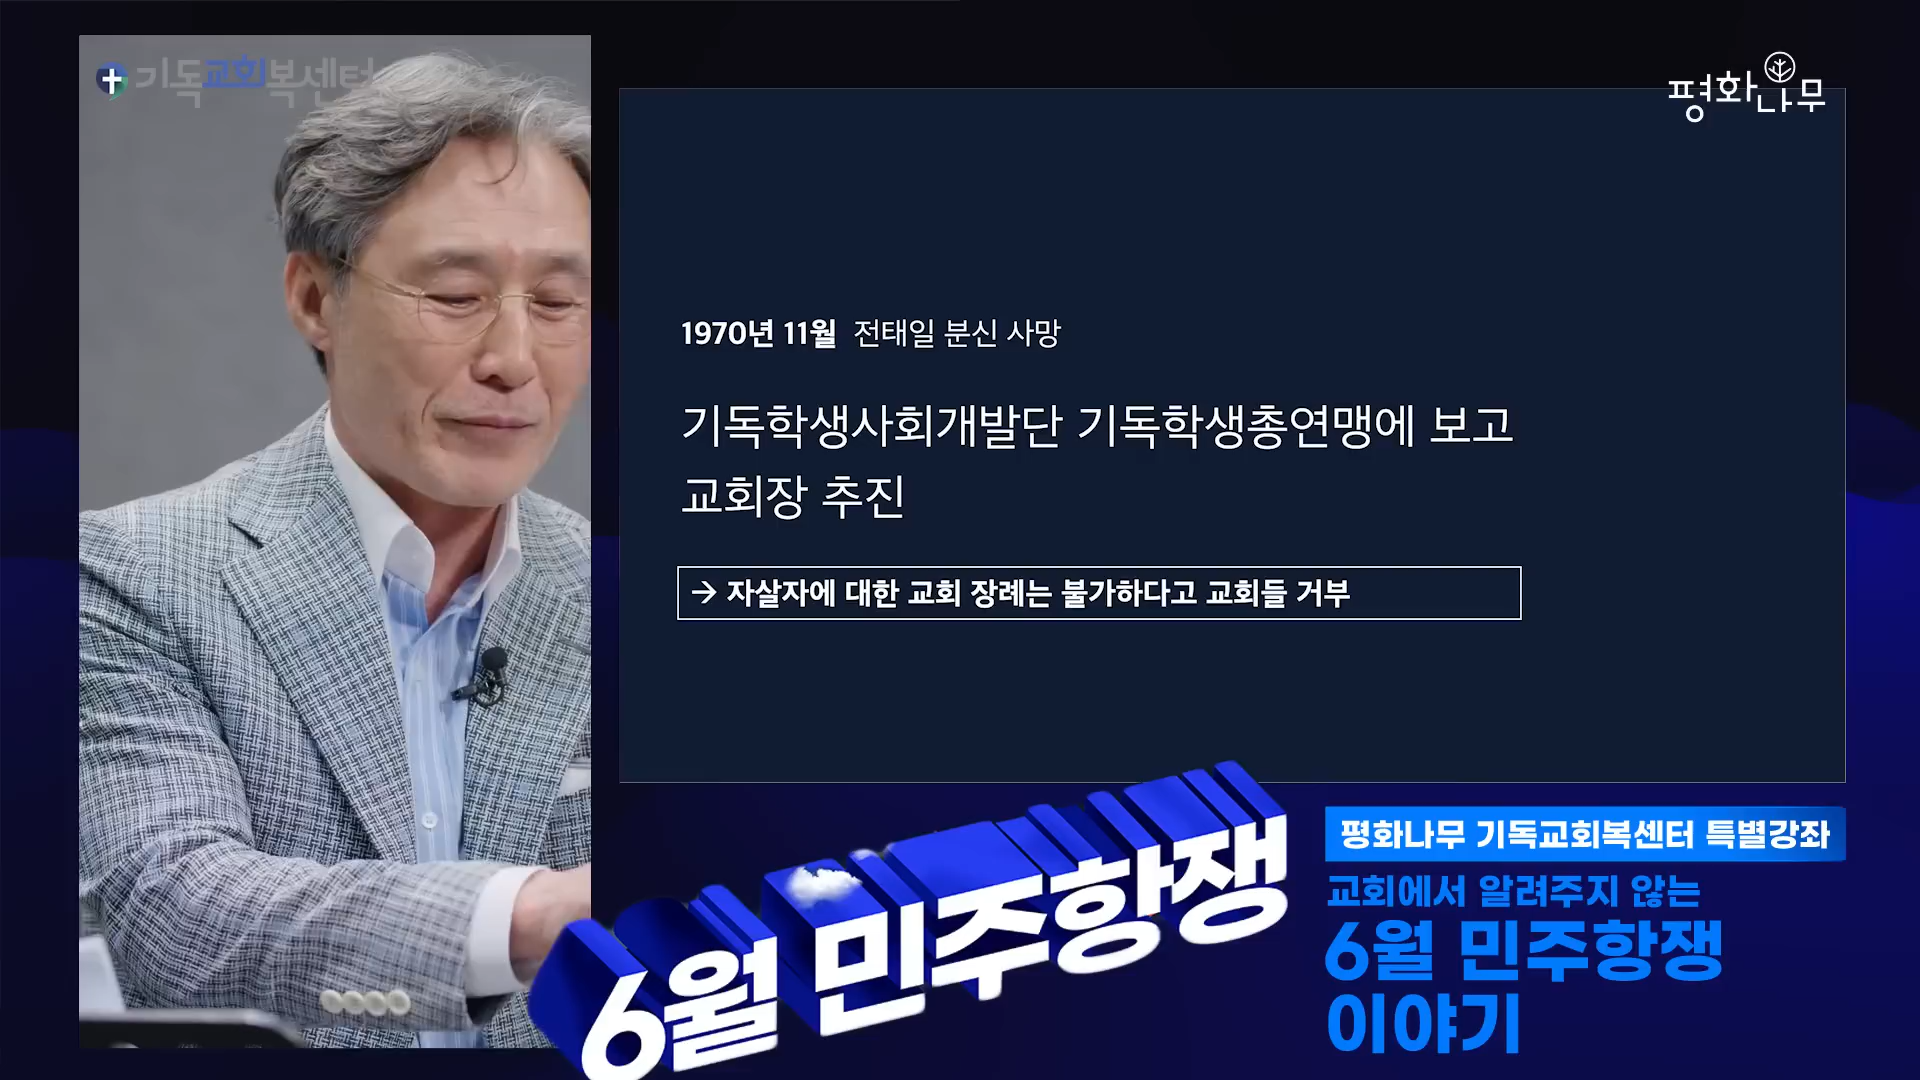 기독교회복센터
평화나무
1970년 11월 전태일 분신 사망
기독학생사회개발단 기독학생총연맹에 보고
교회장 추진
→ 자살자에 대한 교회 장례는 불가하다고 교회들 거부
6월 민주항쟁
평화나무 기독교회복센터 특별강좌
교회에서 알려주지 않는
6월 민주항쟁
이야기